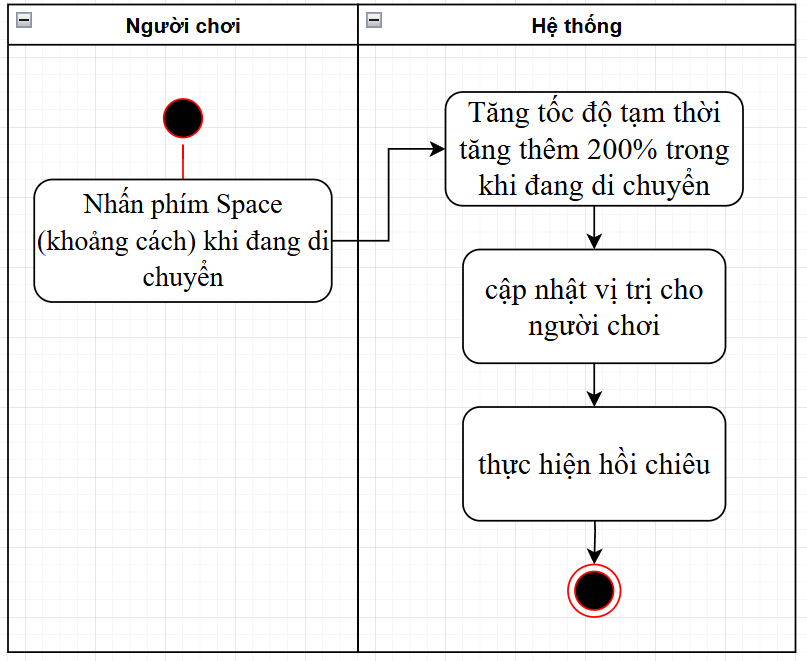 Người chơi
Hệ thống
Nhấn phím Space
(khoảng cách) khi đang di
chuyển
Tăng tốc độ tạm thời
tăng thêm 200% trong
khi đang di chuyển
cập nhật vị trị cho
người chơi
thực hiện hồi chiêu